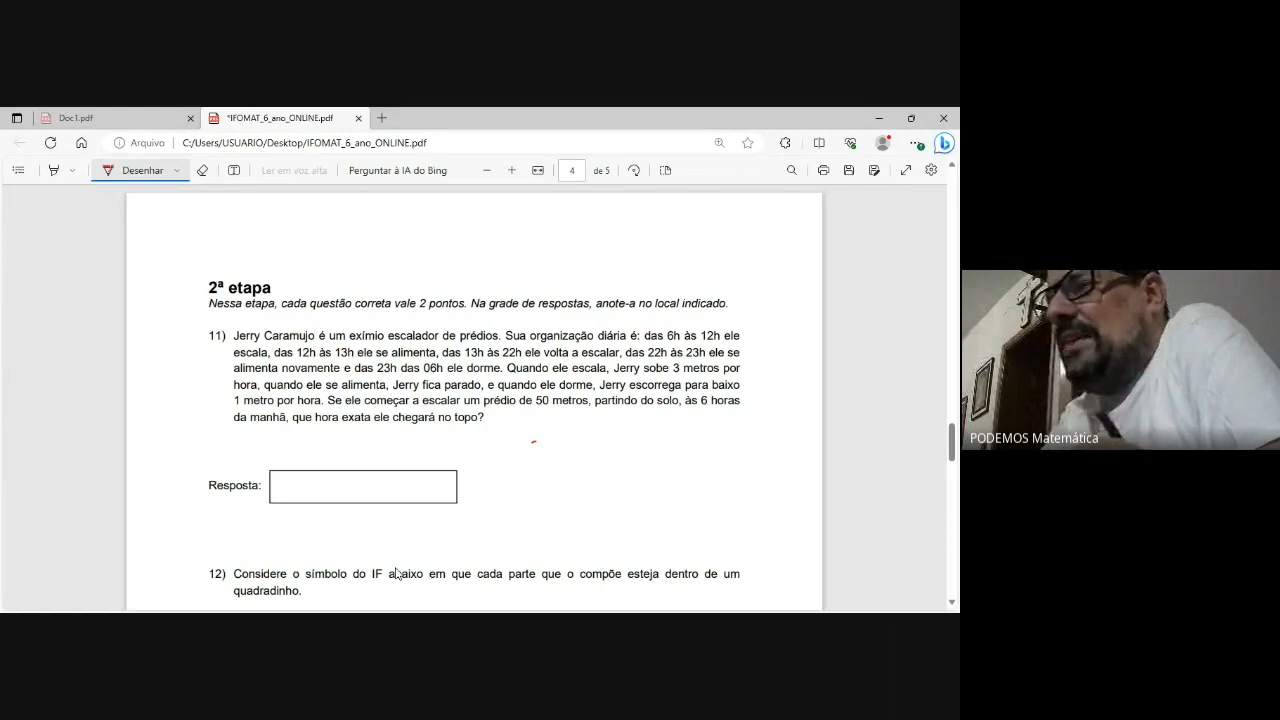 Doc1.pdf
*IFOMAT_6_ano_ONLINE.pdf
Arquivo
C:/Users/USUARIO/Desktop/IFOMAT_6_ano_ONLINE.pdf
Desenhar
Ler em voz alta
Perguntar à IA do Bing
4
de 5
2ª etapa
Nessa etapa, cada questão correta vale 2 pontos. Na grade de respostas, anote-a no local indicado.
11) Jerry Caramujo é um exímio escalador de prédios. Sua organização diária é: das 6h às 12h ele
escala, das 12h às 13h ele se alimenta, das 13h às 22h ele volta a escalar, das 22h às 23h ele se
alimenta novamente e das 23h das 06h ele dorme. Quando ele escala, Jerry sobe 3 metros por
hora, quando ele se alimenta, Jerry fica parado, e quando ele dorme, Jerry escorrega para baixo
1 metro por hora. Se ele começar a escalar um prédio de 50 metros, partindo do solo, às 6 horas
da manhã, que hora exata ele chegará no topo?
Resposta:
12) Considere o símbolo do IF abaixo em que cada parte que o compõe esteja dentro de um
quadradinho.
PODEMOS Matemática